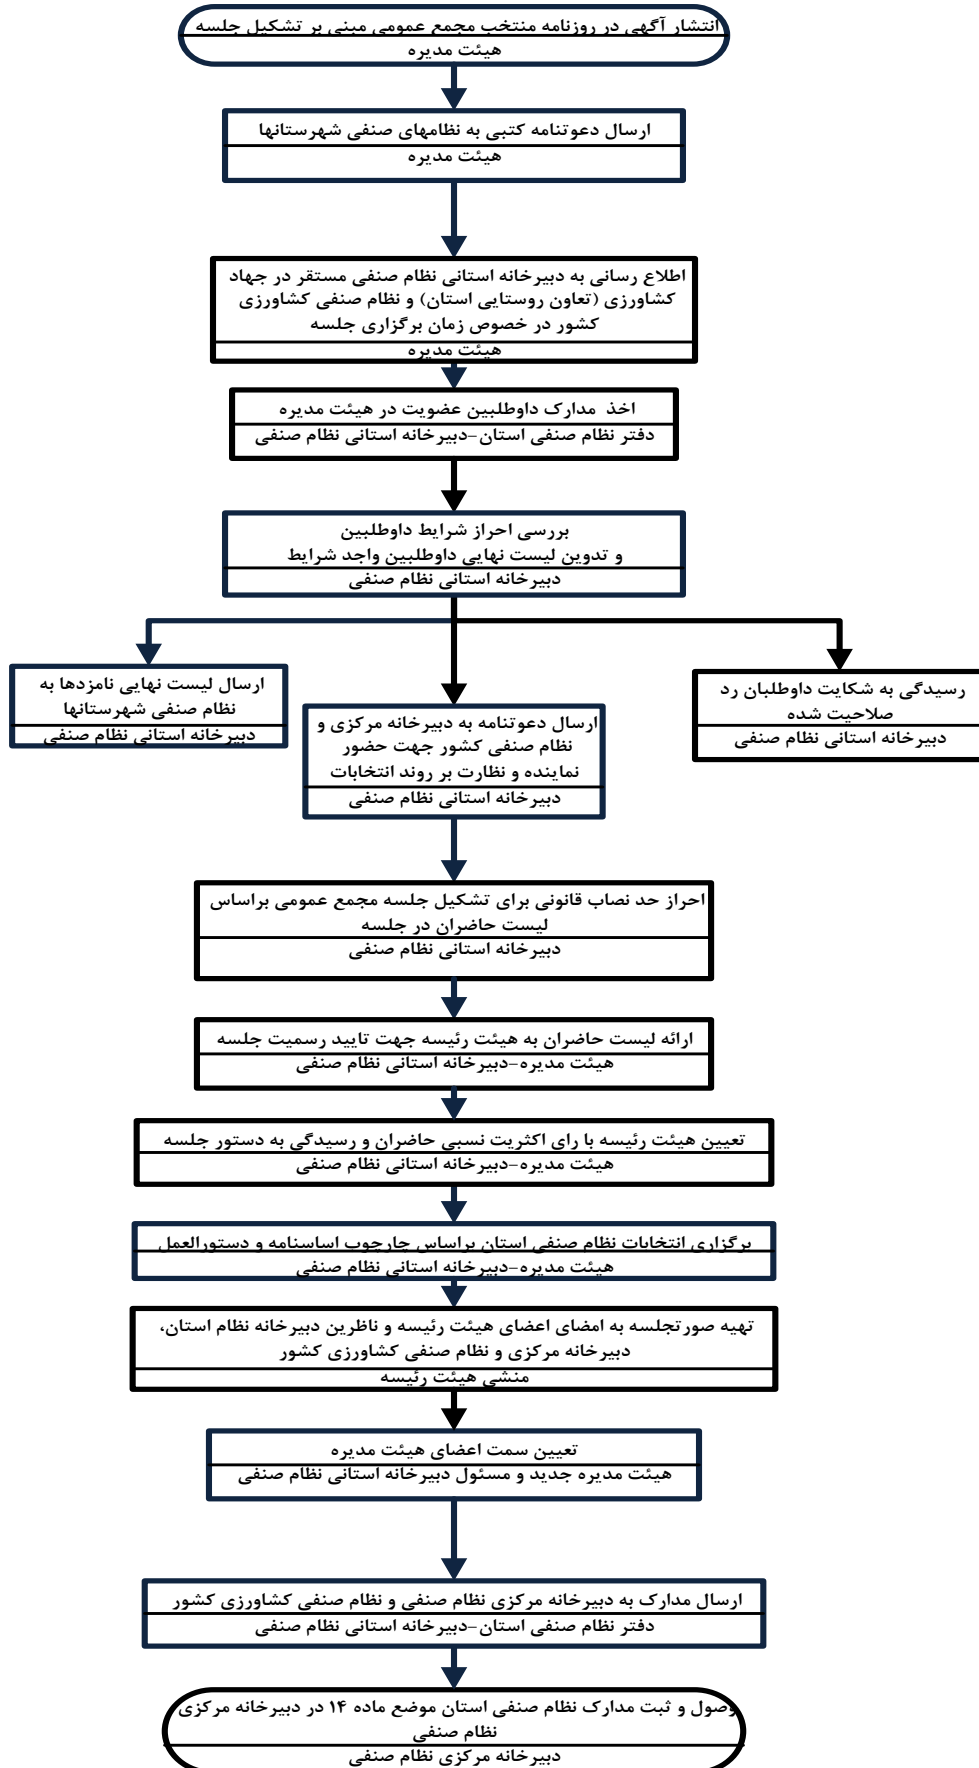 انتشار آگهی در روزنامه منتخب مجمع عمومی مبنی بر تشکیل جلسه
هیئت مدیره
ارسال دعوتنامه کتبی به نظامهای صنفی شهرستانها
هیئت مدیره
اطلاع رسانی به دبیرخانه استانی نظام صنفی مستقر در جهاد
کشاورزی (تعاون روستایی استان) و نظام صنفی کشاورزی
کشور در خصوص زمان برگزاری جلسه
هیئت مدیره
اخذ مدارک داوطلبین عضویت در هیئت مدیره
دفتر نظام صنفی استان-دبیرخانه استانی نظام صنفی
بررسی احراز شرایط داوطلبین
و تدوین لیست نهایی داوطلبین واجد شرایط
دبیرخانه استانی نظام صنفی
رسیدگی به شکایت داوطلبان رد
صلاحیت شده
دبیرخانه استانی نظام صنفی
ارسال دعوتنامه به دبیرخانه مرکزی و
نظام صنفی کشور جهت حضور
نماینده و نظارت بر روند انتخابات
دبیرخانه استانی نظام صنفی
ارسال لیست نهایی نامزدها به
نظام صنفی شهرستانها
دبیرخانه استانی نظام صنفی
احراز حد نصاب قانونی برای تشکیل جلسه مجمع عمومی براساس
لیست حاضران در جلسه
دبیرخانه استانی نظام صنفی
ارائه لیست حاضران به هیئت رئیسه جهت تایید رسمیت جلسه
هیئت مدیره-دبیرخانه استانی نظام صنفی
تعیین هیئت رئیسه با رای اکثریت نسبی حاضران و رسیدگی به دستور جلسه
هیئت مدیره-دبیرخانه استانی نظام صنفی
برگزاری انتخابات نظام صنفی استان براساس چارچوب اساسنامه و دستورالعمل
هیئت مدیره-دبیرخانه استانی نظام صنفی
تهیه صورتجلسه به امضای اعضای هیئت رئیسه و ناظرین دبیرخانه نظام استان،
دبیرخانه مرکزی و نظام صنفی کشاورزی کشور
منشی هیئت رئیسه
تعیین سمت اعضای هیئت مدیره
هیئت مدیره جدید و مسئول دبیرخانه استانی نظام صنفی
ارسال مدارک به دبیرخانه مرکزی نظام صنفی و نظام صنفی کشاورزی کشور
دفتر نظام صنفی استان-دبیرخانه استانی نظام صنفی
وصول و ثبت مدارک نظام صنفی استان موضع ماده ۱۴ در دبیرخانه مرکزی
نظام صنفی
دبیرخانه مرکزی نظام صنفی